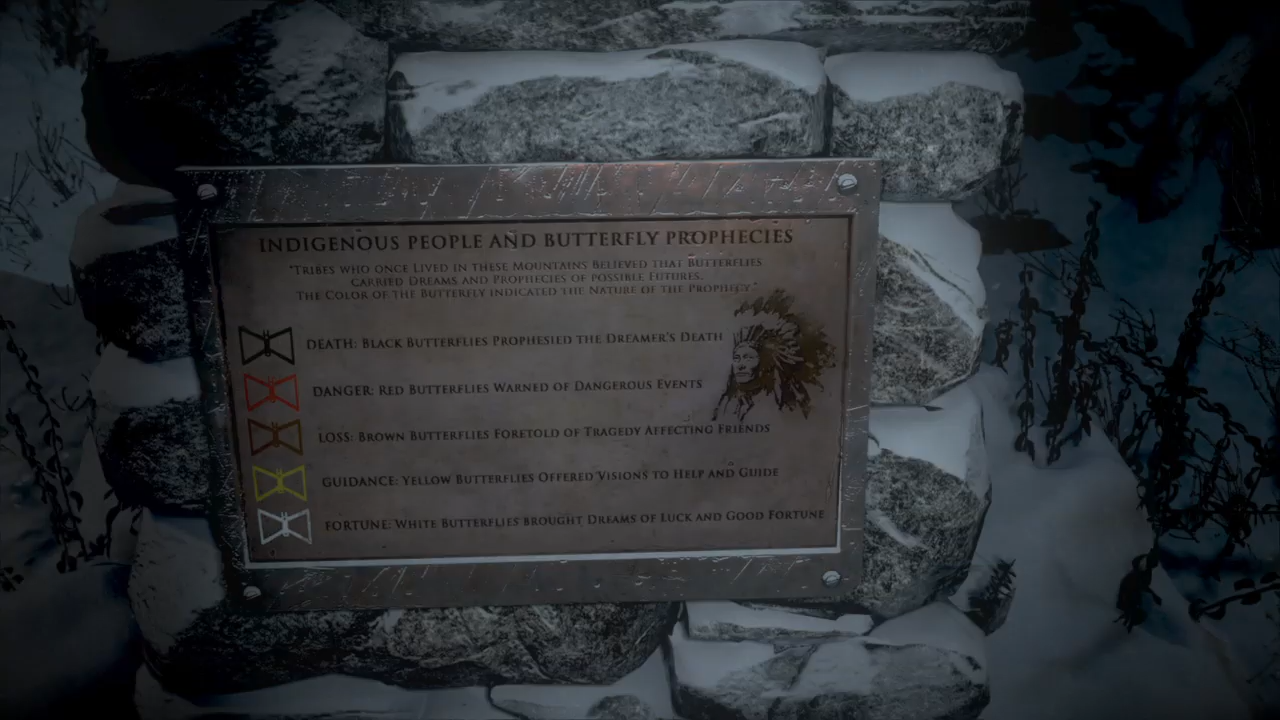 INDIGENOUS PEOPLE AND BUTTERFLY PROPHECIES
"TRIBES WHO ONCE LIVED IN THESE MOUNTAINS BELIEVED THAT BUTTERFLIES
CARRIED DREAMS AND PROPHECIES OF POSSIBLE FUTURES.
THE COLOR OF THE BUTTERFLY INDICATED THE NATURE OF THE PROPHECY."
DEATH: BLACK BUTTERFLIES PROPHESIED THE DREAMER'S DEATH
DANGER: RED BUTTERFLIES WARNED OF DANGEROUS EVENTS
LOSS: BROWN BUTTERFLIES FORETOLD OF TRAGEDY AFFECTING FRIENDS
GUIDANCE: YELLOW BUTTERFLIES OFFERED VISIONS TO HELP AND GUIDE
FORTUNE: WHITE BUTTERFLIES BROUGHT DREAMS OF LUCK AND GOOD FORTUNE